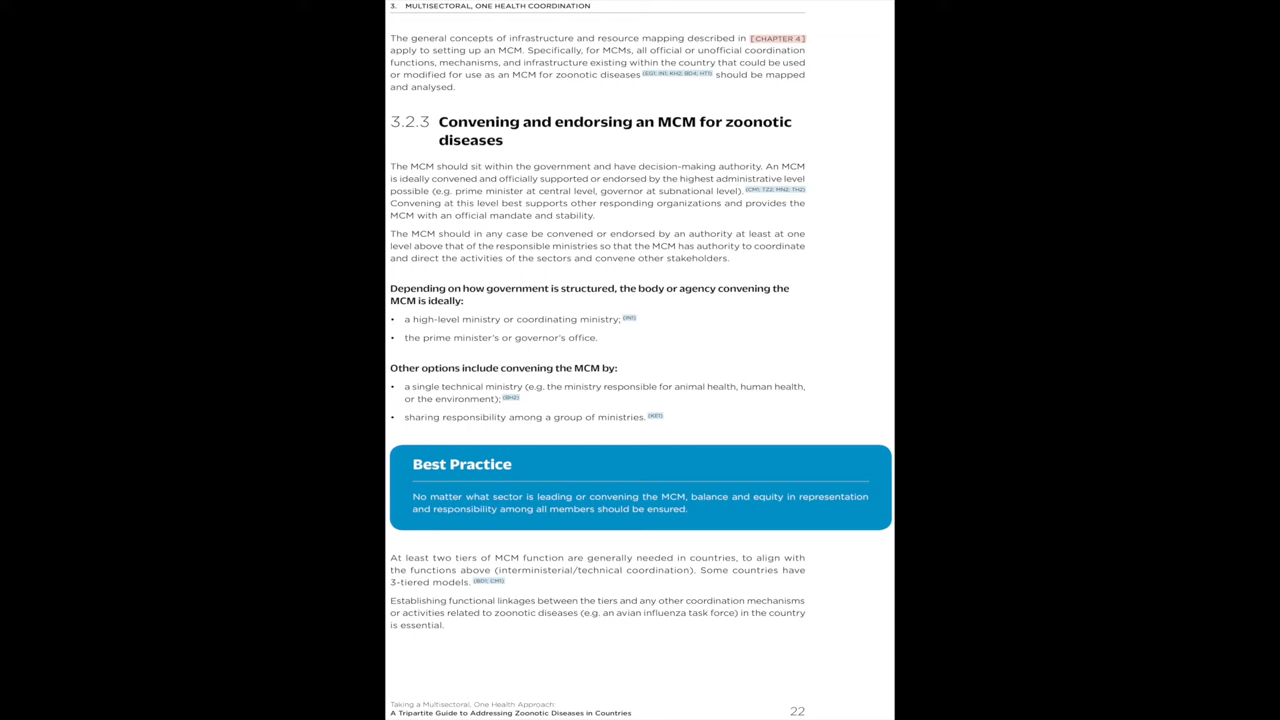 3. MULTISECTORAL, ONE HEALTH COORDINATION
The general concepts of infrastructure and resource mapping described in [ CHAPTER 4 ]
apply to setting up an MCM. Specifically, for MCMs, all official or unofficial coordination
functions, mechanisms, and infrastructure existing within the country that could be used
or modified for use as an MCM for zoonotic diseases (EG1; IN1; KH2; BD4; HT1) should be mapped
and analysed.
3.2.3 Convening and endorsing an MCM for zoonotic
diseases
The MCM should sit within the government and have decision-making authority. An MCM
is ideally convened and officially supported or endorsed by the highest administrative level
possible (e.g. prime minister at central level, governor at subnational level). (CM1; TZ2; MN2; TH2)
Convening at this level best supports other responding organizations and provides the
MCM with an official mandate and stability.
The MCM should in any case be convened or endorsed by an authority at least at one
level above that of the responsible ministries so that the MCM has authority to coordinate
and direct the activities of the sectors and convene other stakeholders.
Depending on how government is structured, the body or agency convening the
MCM is ideally:
• a high-level ministry or coordinating ministry; (IN1)
• the prime minister's or governor's office.
Other options include convening the MCM by:
• a single technical ministry (e.g. the ministry responsible for animal health, human health,
or the environment); (BH2)
• sharing responsibility among a group of ministries. (KE1)
Best Practice
No matter what sector is leading or convening the MCM, balance and equity in representation
and responsibility among all members should be ensured.
At least two tiers of MCM function are generally needed in countries, to align with
the functions above (interministerial/technical coordination). Some countries have
3-tiered models. (BD1; CM1)
Establishing functional linkages between the tiers and any other coordination mechanisms
or activities related to zoonotic diseases (e.g. an avian influenza task force) in the country
is essential.
Taking a Multisectoral, One Health Approach:
A Tripartite Guide to Addressing Zoonotic Diseases in Countries
22